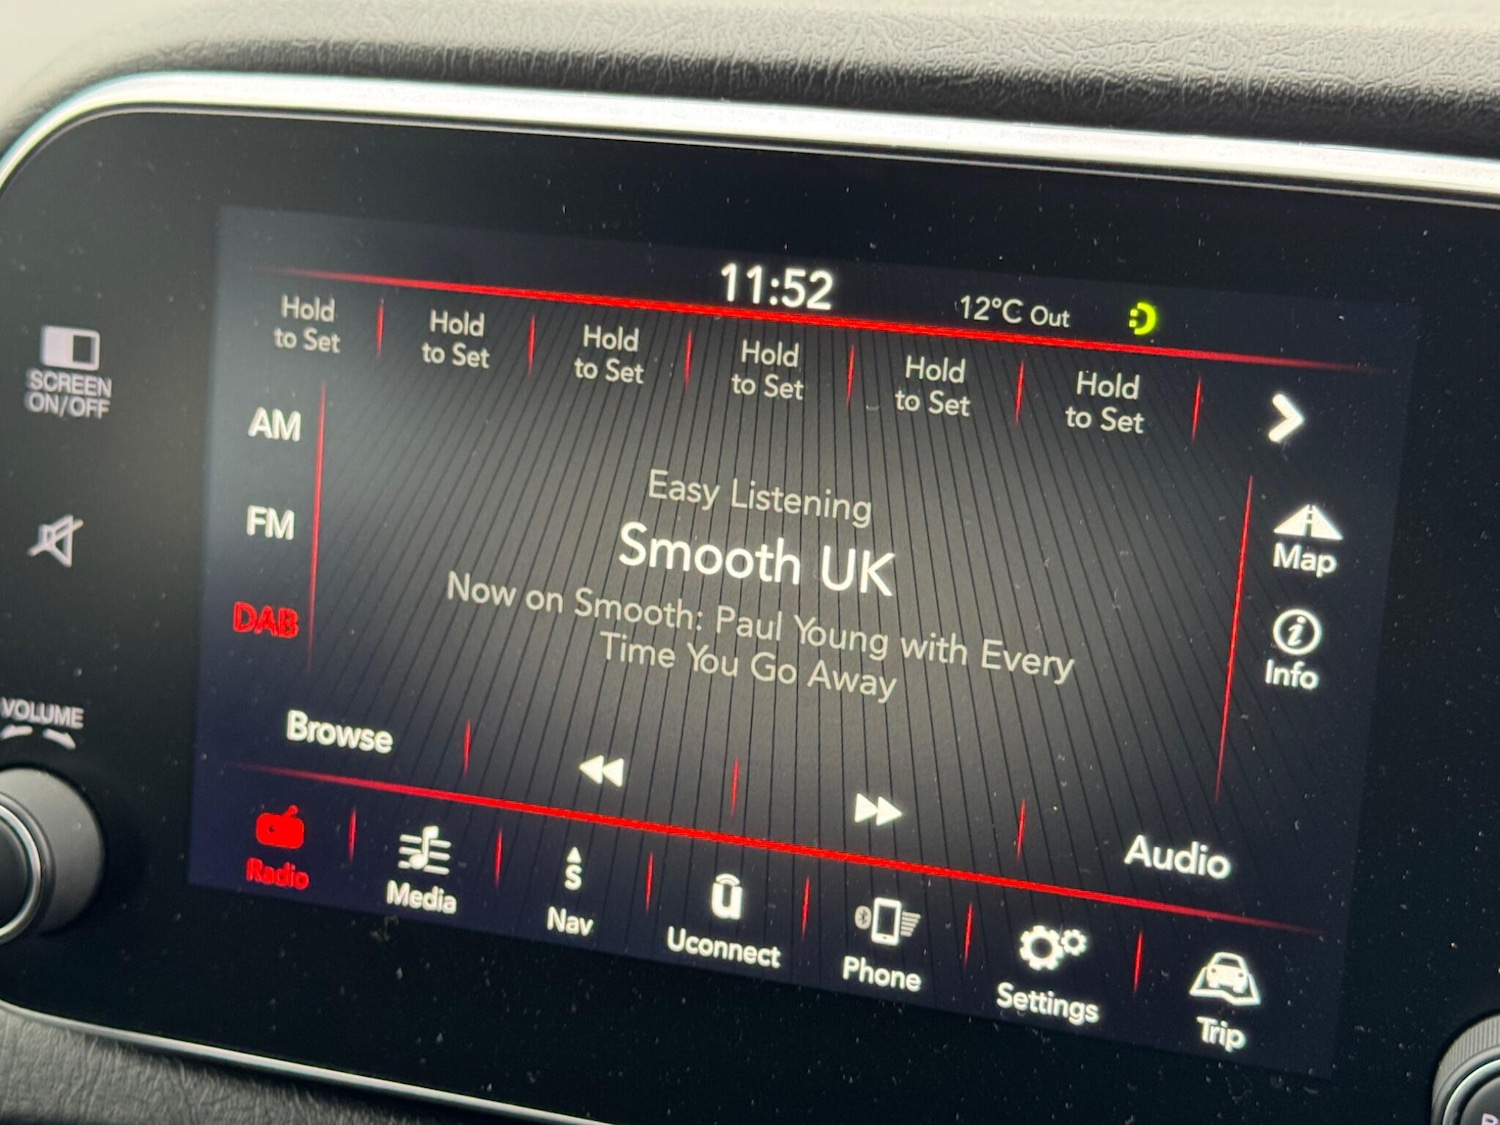 11:52
12°C Out
Hold
to Set
Hold
to Set
Hold
to Set
Hold
to Set
Hold
to Set
Hold
to Set
SCREEN
ON/OFF
AM
FM
DAB
Easy Listening
Smooth UK
Now on Smooth: Paul Young with Every
Time You Go Away
Map
Info
VOLUME
Browse
Audio
Radio
Media
S
Nav
Uconnect
Phone
Settings
Trip